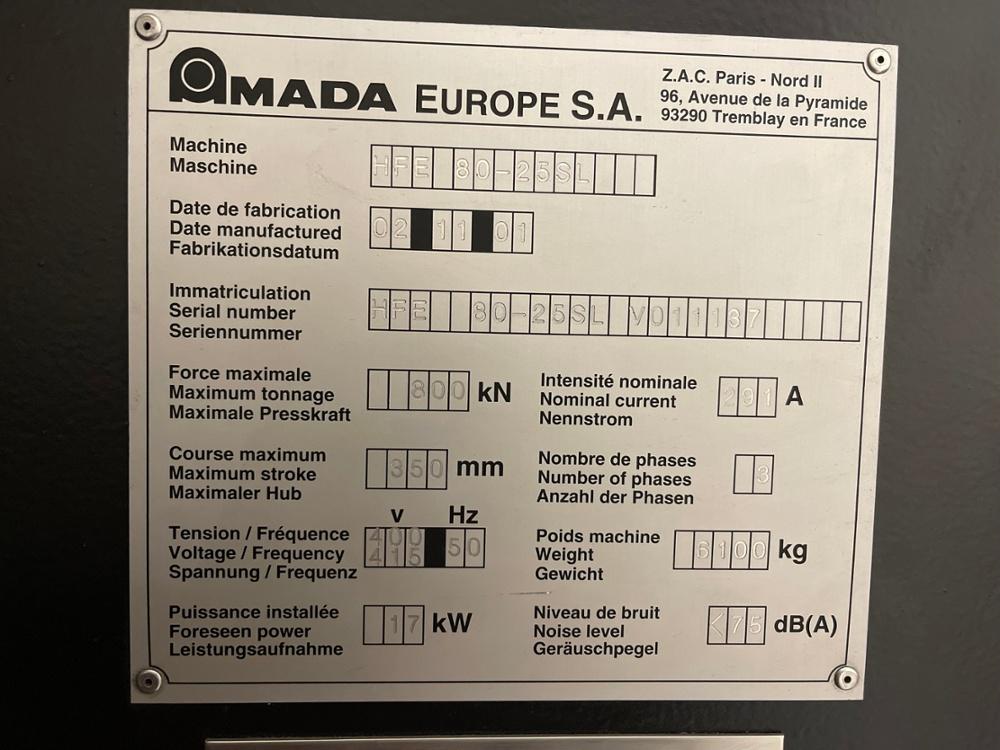 AMADA EUROPE S.A.
Z.A.C. Paris - Nord II
96, Avenue de la Pyramide
93290 Tremblay en France
Machine
Maschine
HFE 80-25SL
Date de fabrication
Date manufactured
Fabrikationsdatum
02 11 01
Immatriculation
Serial number
Seriennummer
HFE 80-25SL V011137
Force maximale
Maximum tonnage
Maximale Presskraft
800 kN
Intensité nominale
Nominal current
Nennstrom
291 A
Course maximum
Maximum stroke
Maximaler Hub
350 mm
Nombre de phases
Number of phases
Anzahl der Phasen
3
Tension / Fréquence
Voltage / Frequency
Spannung / Frequenz
v Hz
400
415 50
Poids machine
Weight
Gewicht
6100 kg
Puissance installée
Foreseen power
Leistungsaufnahme
17 kW
Niveau de bruit
Noise level
Geräuschpegel
<75 dB(A)